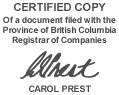 CERTIFIED COPY
Of a document filed with the
Province of British Columbia
Registrar of Companies
CAROL PREST